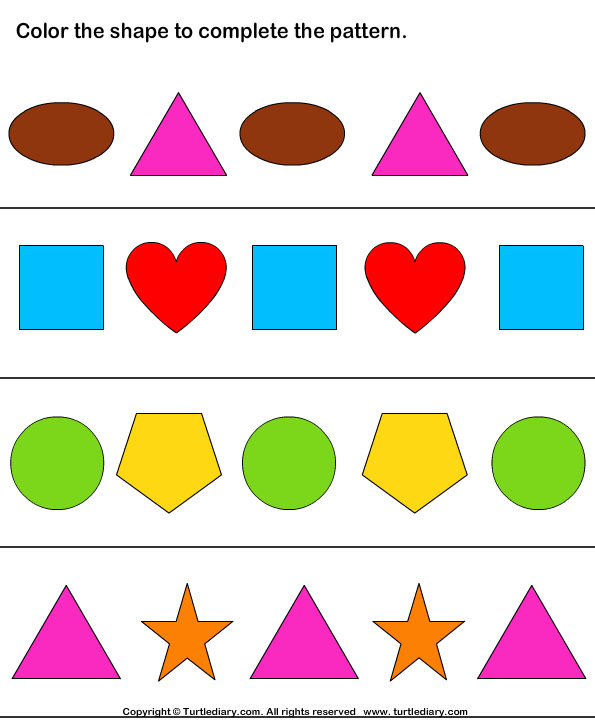 Color the shape to complete the pattern.
Copyright © Turtlediary.com. All rights reserved www. turtlediary.com